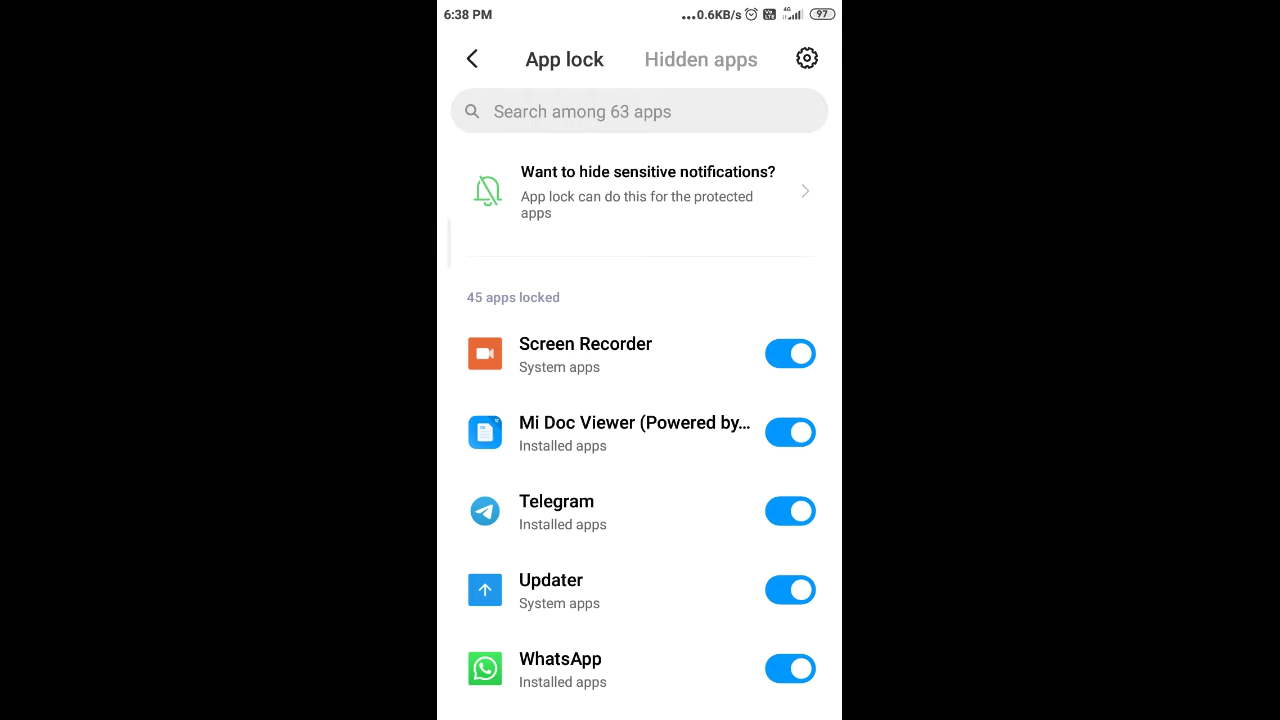 6:38 PM
...0.6KB/s 4G 97
App lock Hidden apps
Search among 63 apps
Want to hide sensitive notifications?
App lock can do this for the protected
apps
45 apps locked
Screen Recorder
System apps
Mi Doc Viewer (Powered by...
Installed apps
Telegram
Installed apps
Updater
System apps
WhatsApp
Installed apps